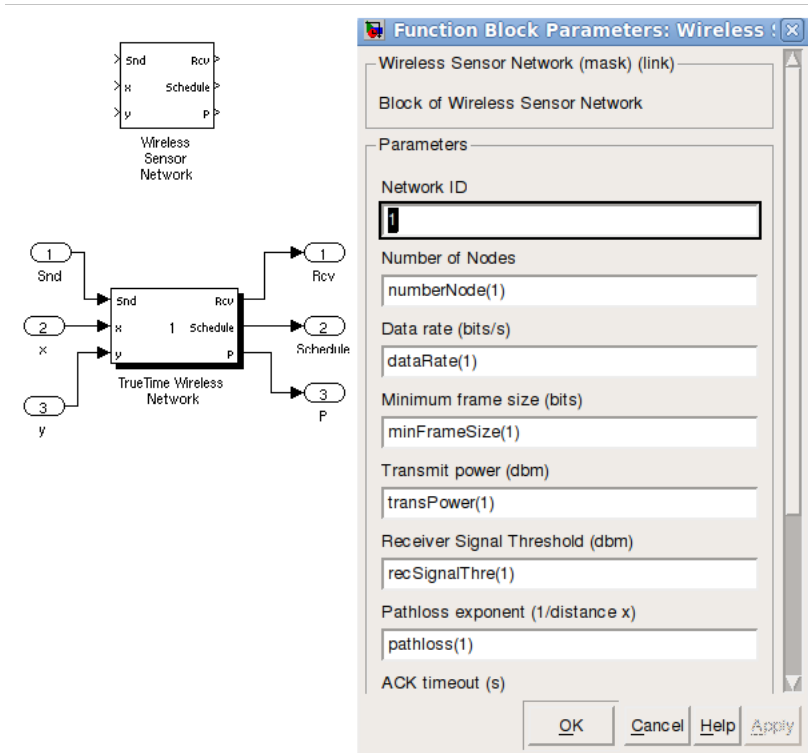 Snd Rcv
x Schedule
y P
Wireless
Sensor
Network
1
Snd
2
x
3
y
Snd Rcv
x 1 Schedule
y P
TrueTime Wireless
Network
1
Rcv
2
Schedule
3
P
Function Block Parameters: Wireless S
Wireless Sensor Network (mask) (link)
Block of Wireless Sensor Network
Parameters
Network ID
1
Number of Nodes
numberNode(1)
Data rate (bits/s)
dataRate(1)
Minimum frame size (bits)
minFrameSize(1)
Transmit power (dbm)
transPower(1)
Receiver Signal Threshold (dbm)
recSignalThre(1)
Pathloss exponent (1/distance x)
pathloss(1)
ACK timeout (s)
OK Cancel Help Apply